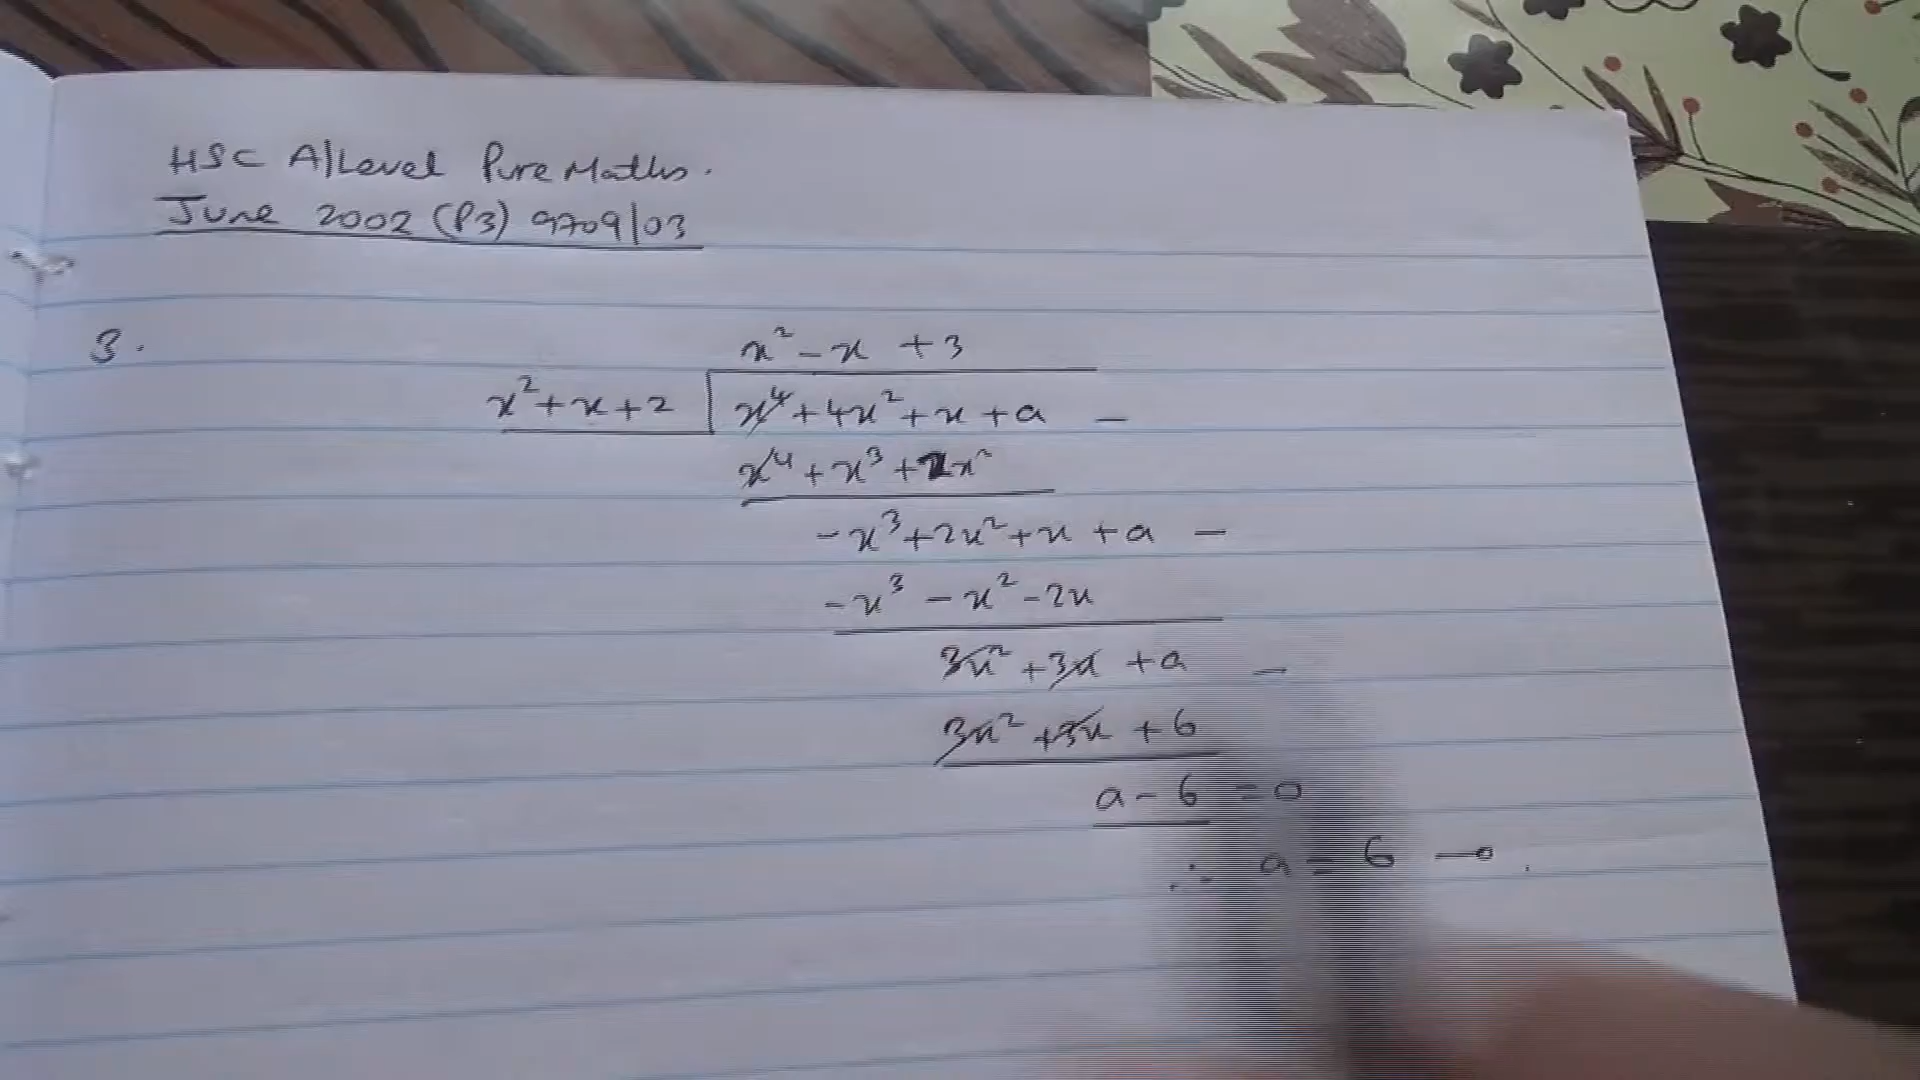 HSC A/Level Pure Maths.
June 2002 (P3) 9709/03
3.
x² - x + 3
x² + x + 2 | x⁴ + 4x² + x + a -
x⁴ + x³ + 2x²
-x³ + 2x² + x + a -
-x³ - x² - 2x
3x² + 3x + a -
3x² + 3x + 6
a - 6 = 0
∴ a = 6